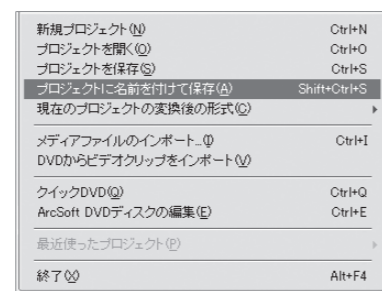 新規プロジェクト(N) Ctrl+N
プロジェクトを開く(O) Ctrl+O
プロジェクトを保存(S) Ctrl+S
プロジェクトに名前を付けて保存(A) Shift+Ctrl+S
現在のプロジェクトの変換後の形式(C)
メディアファイルのインポート...(I) Ctrl+I
DVDからビデオクリップをインポート(V)
クイックDVD(Q) Ctrl+Q
ArcSoft DVDディスクの編集(E) Ctrl+E
最近使ったプロジェクト(P)
終了(X) Alt+F4